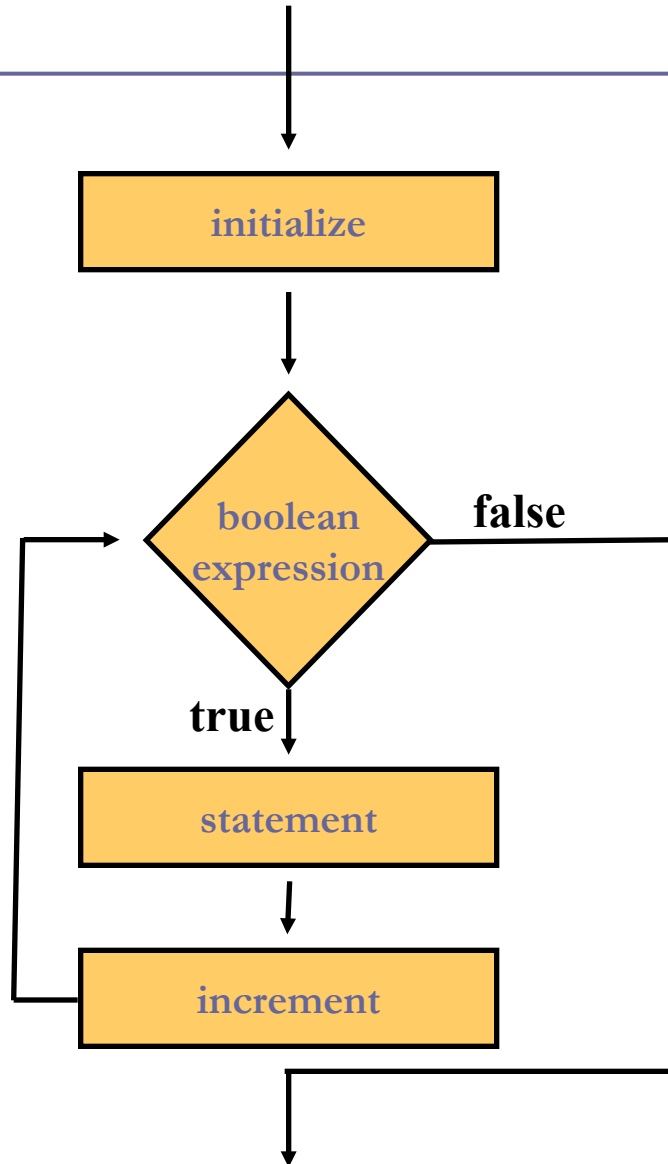 initialize
boolean
expression
false
true
statement
increment